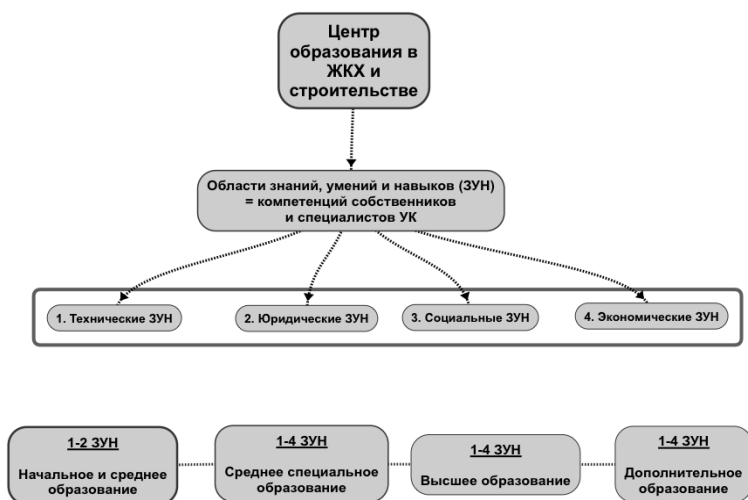 Центр
образования в
ЖКХ и
строительстве
Области знаний, умений и навыков (ЗУН)
= компетенций собственников
и специалистов УК
1. Технические ЗУН
2. Юридические ЗУН
3. Социальные ЗУН
4. Экономические ЗУН
1-2 ЗУН
Начальное и среднее
образование
1-4 ЗУН
Среднее специальное
образование
1-4 ЗУН
Высшее образование
1-4 ЗУН
Дополнительное
образование